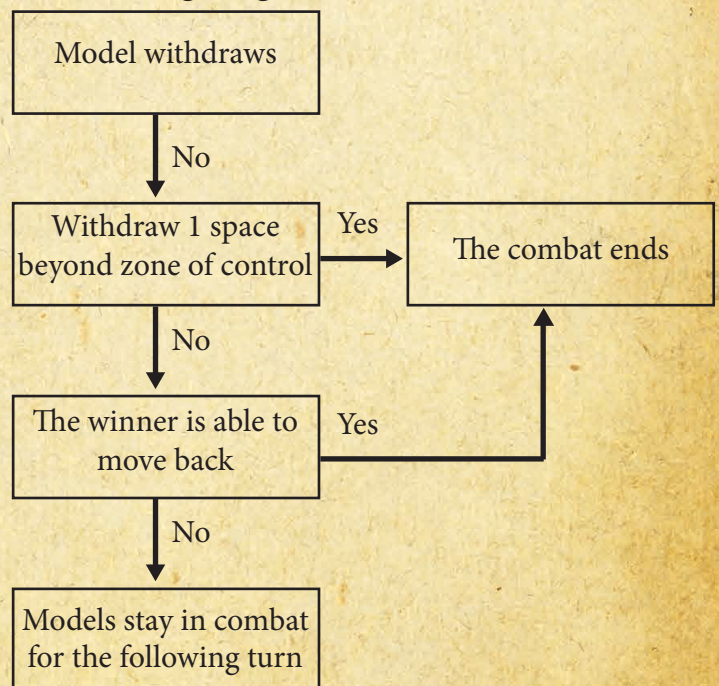 Model withdraws
No
Withdraw 1 space
beyond zone of control
Yes
The combat ends
No
The winner is able to
move back
Yes
No
Models stay in combat
for the following turn